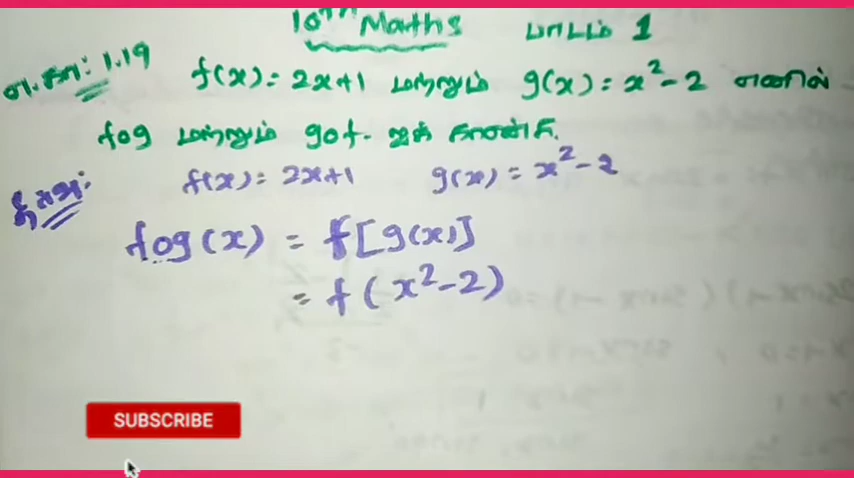 10th Maths பாடம் 1
எ.கா: 1.19 f(x) = 2x+1 மற்றும் g(x) = x²-2 எனில்
fog மற்றும் gof-ஐக் காண்க.
தீர்வு: f(x) = 2x+1 g(x) = x²-2
fog(x) = f[g(x)]
= f(x²-2)
SUBSCRIBE